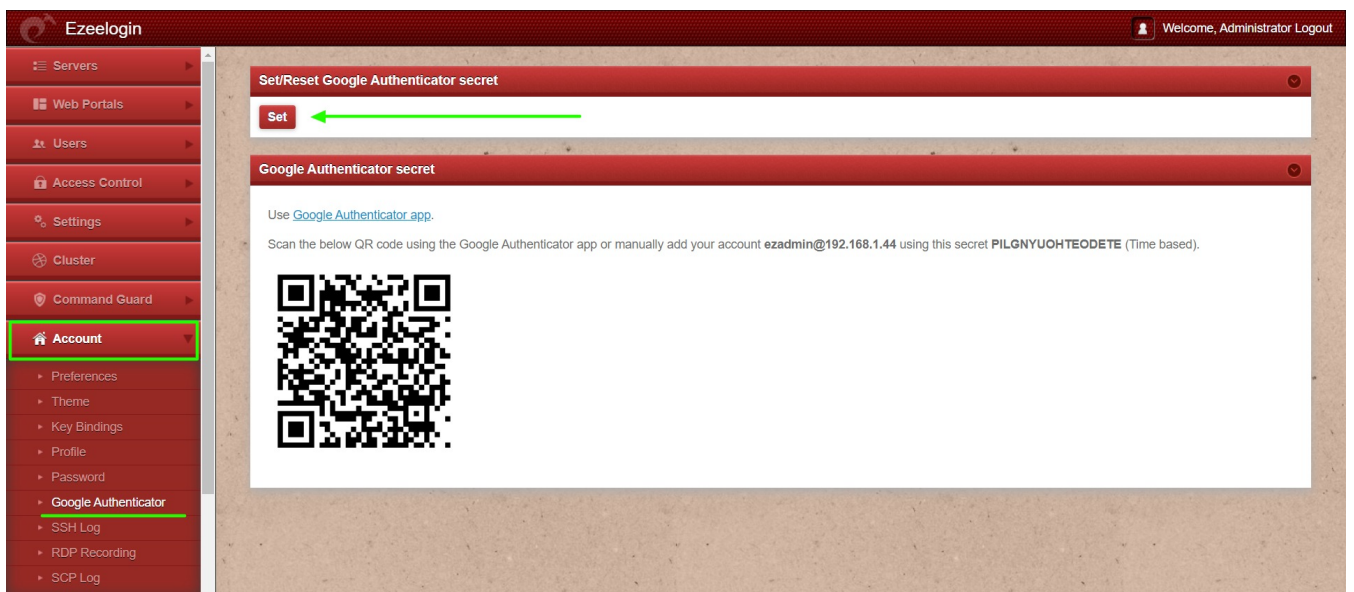 Ezeelogin
Welcome, Administrator Logout
Servers
Web Portals
Users
Access Control
Settings
Cluster
Command Guard
Account
Preferences
Theme
Key Bindings
Profile
Password
Google Authenticator
SSH Log
RDP Recording
SCP Log
Set/Reset Google Authenticator secret
Set
Google Authenticator secret
Use Google Authenticator app.
Scan the below QR code using the Google Authenticator app or manually add your account ezadmin@192.168.1.44 using this secret PILGNYUOHTEODETE (Time based).